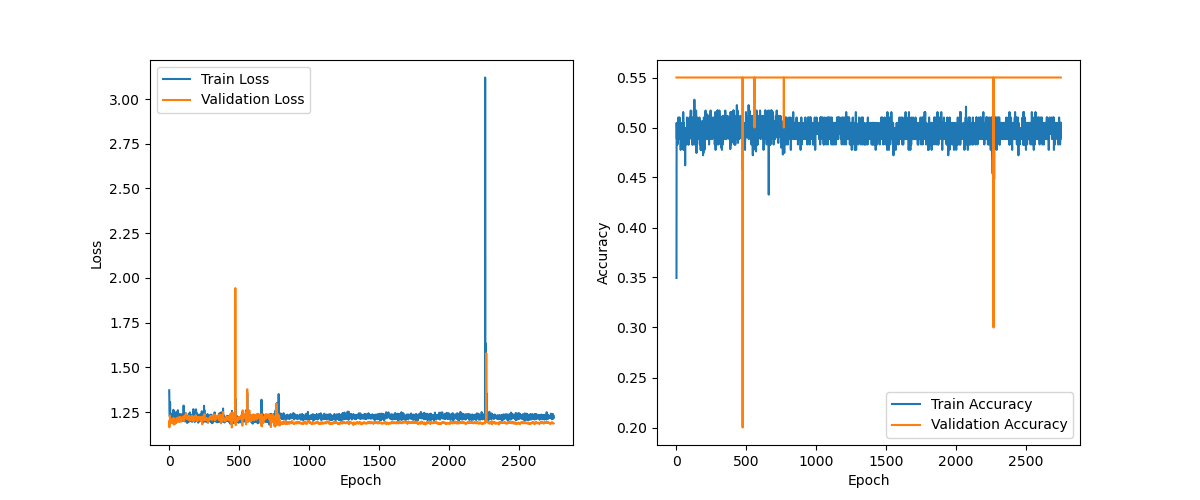 Train Loss
Validation Loss
3.00
2.75
2.50
2.25
2.00
1.75
1.50
1.25
Loss
0 500 1000 1500 2000 2500
Epoch
0.55
0.50
0.45
0.40
0.35
0.30
0.25
0.20
Accuracy
Train Accuracy
Validation Accuracy
0 500 1000 1500 2000 2500
Epoch